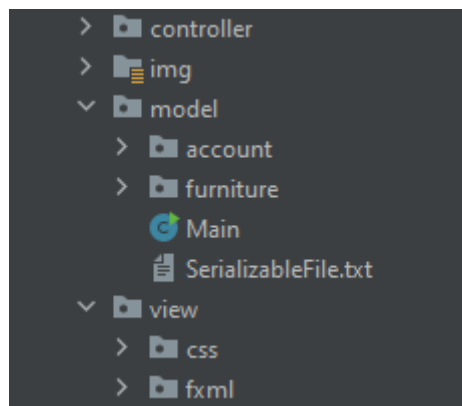 controller
img
model
account
furniture
Main
SerializableFile.txt
view
css
fxml